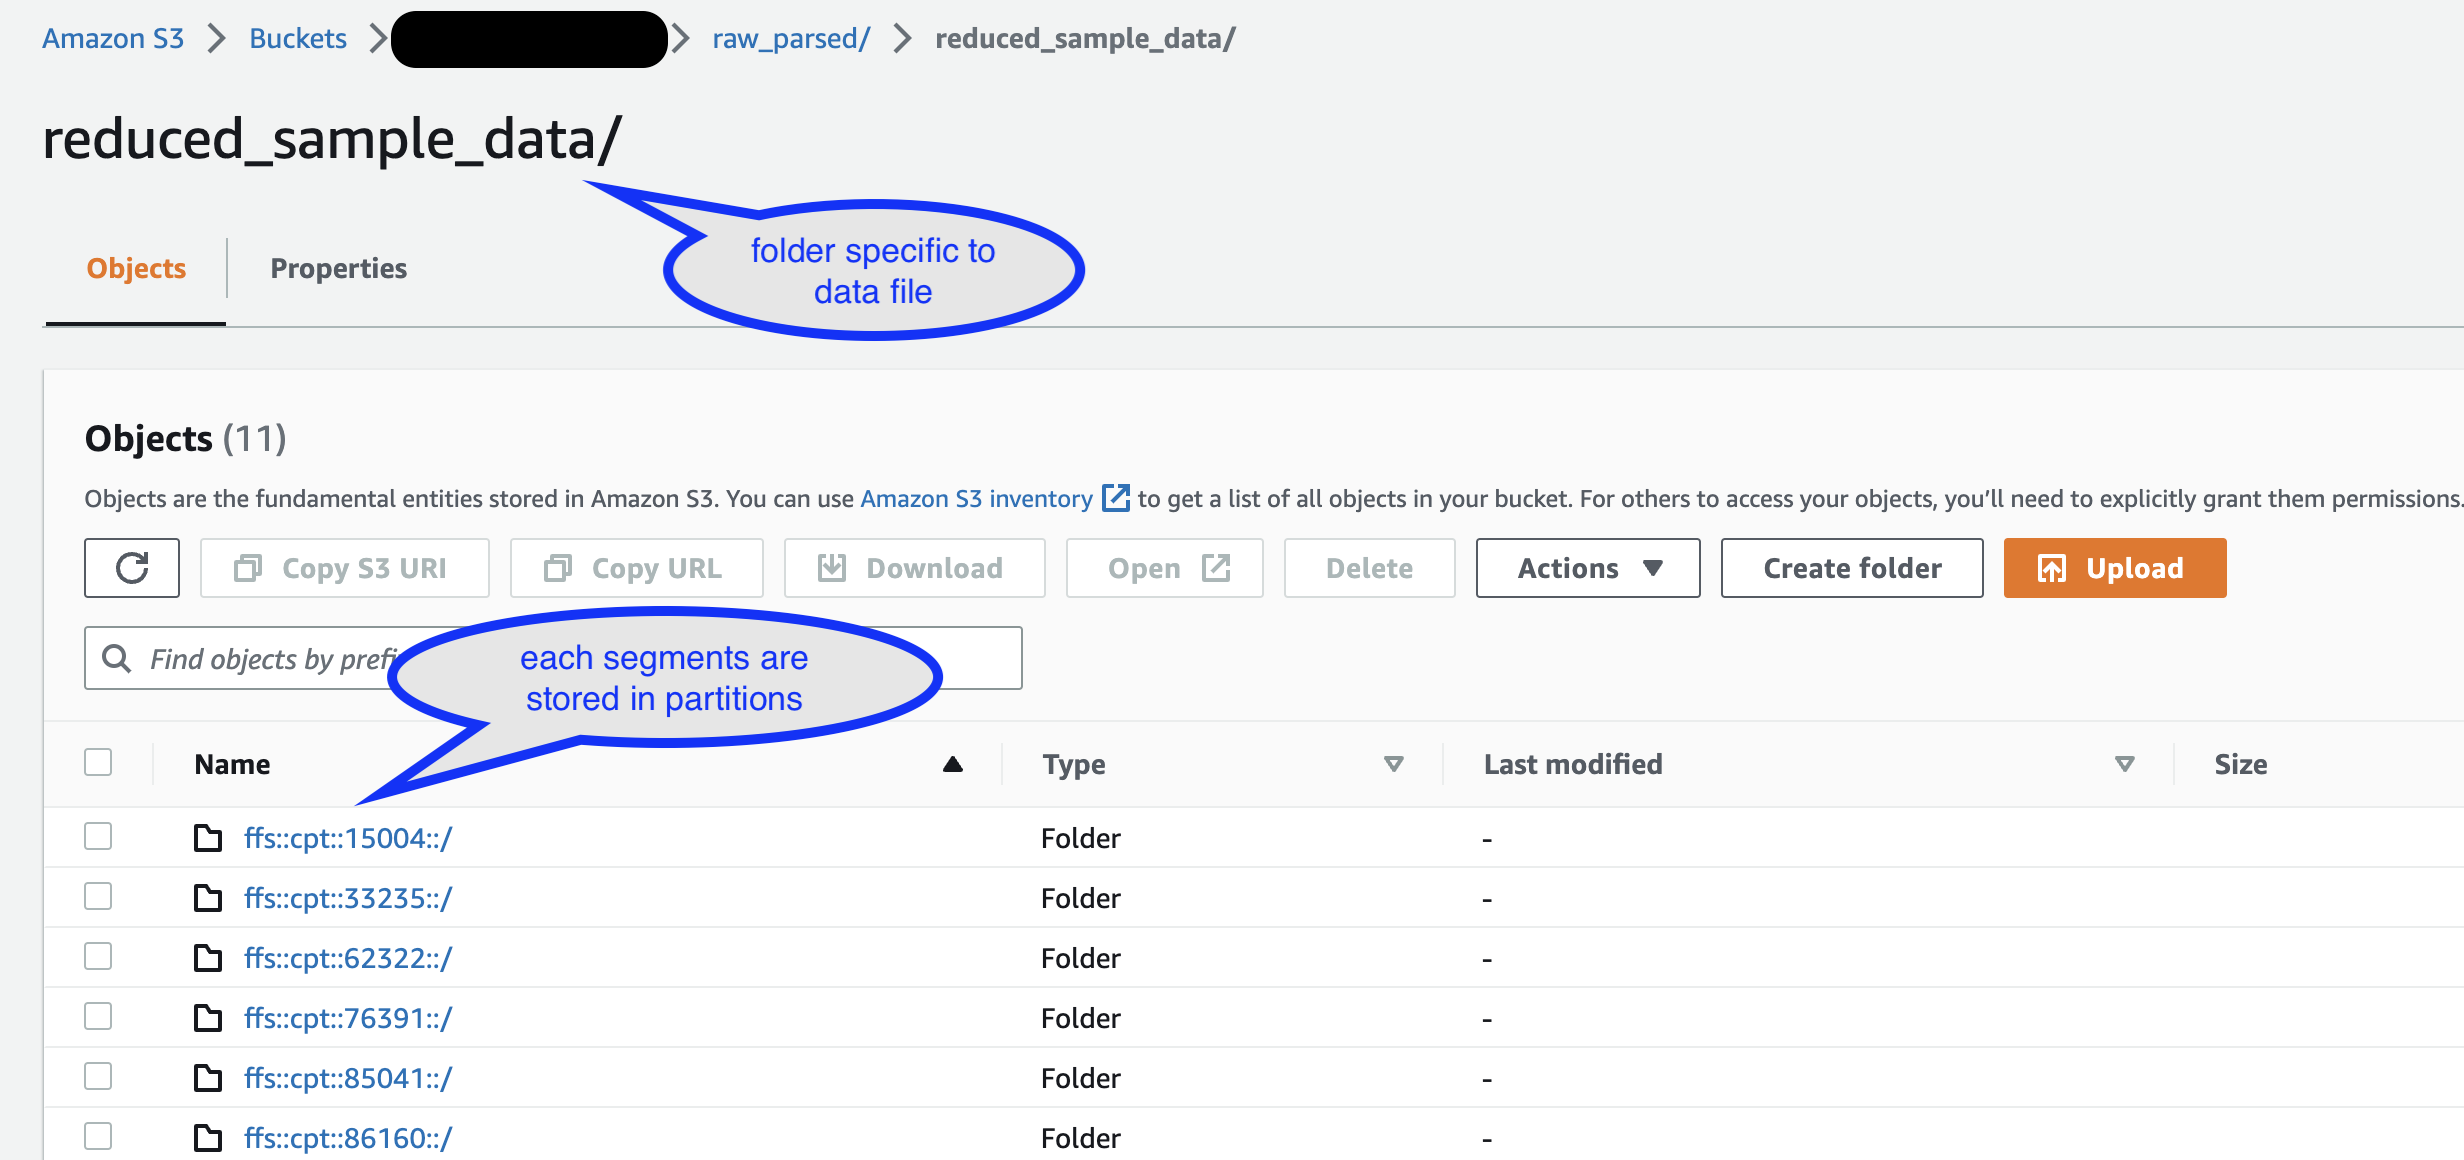 Amazon S3 > Buckets > > raw_parsed/ > reduced_sample_data/
reduced_sample_data/
folder specific to
data file
Objects Properties
Objects (11)
Objects are the fundamental entities stored in Amazon S3. You can use Amazon S3 inventory to get a list of all objects in your bucket. For others to access your objects, you'll need to explicitly grant them permissions.
Copy S3 URI Copy URL Download Open Delete Actions Create folder Upload
Find objects by
each segments are
stored in partitions
Name Type Last modified Size
ffs::cpt::15004::/ Folder -
ffs::cpt::33235::/ Folder -
ffs::cpt::62322::/ Folder -
ffs::cpt::76391::/ Folder -
ffs::cpt::85041::/ Folder -
ffs::cpt::86160::/ Folder -